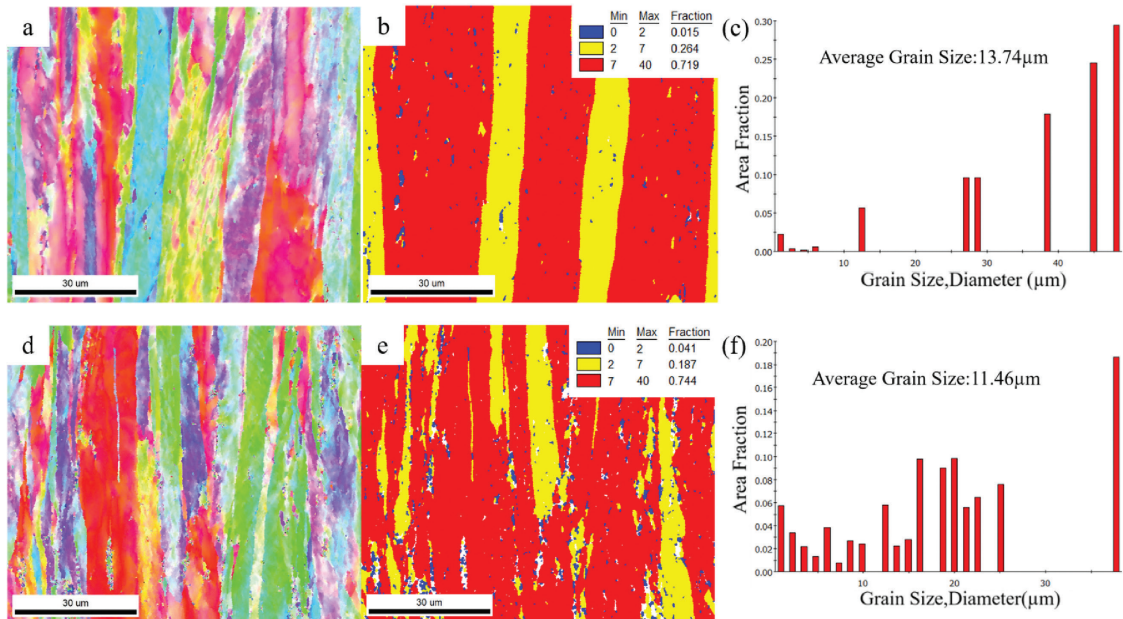 a
30 um
b
Min Max Fraction
0 2 0.015
2 7 0.264
7 40 0.719
30 um
(c)
Average Grain Size:13.74μm
Area Fraction
0.30
0.25
0.20
0.15
0.10
0.05
0.00
10 20 30 40
Grain Size,Diameter (μm)
d
30 um
e
Min Max Fraction
0 2 0.041
2 7 0.187
7 40 0.744
30 um
(f)
Average Grain Size:11.46μm
Area Fraction
0.20
0.18
0.16
0.14
0.12
0.10
0.08
0.06
0.04
0.02
0.00
10 20 30
Grain Size,Diameter(μm)